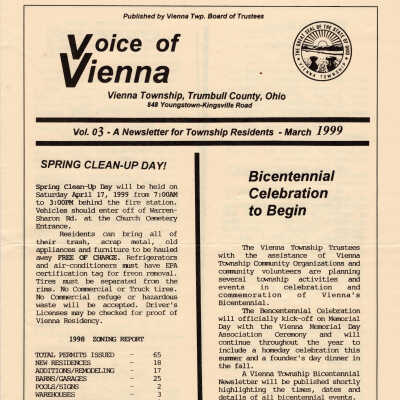 Published by Vienna Twp. Board of Trustees
Voice of
Vienna
Vienna Township, Trumbull County, Ohio
848 Youngstown-Kingsville Road
Vol. 03 - A Newsletter for Township Residents - March 1999
SPRING CLEAN-UP DAY!
Spring Clean-Up Day will be held on
Saturday April 17, 1999 from 7:00AM
to 3:00PM behind the fire station.
Vehicles should enter off of Warren-
Sharon Rd. at the Church Cemetery
Entrance.
Residents can bring all of
their trash, scrap metal, old
appliances and furniture to be hauled
away FREE OF CHARGE. Refrigerators
and air-conditioners must have EPA
certification tag for freon removal.
Tires must be separated from the
rims. No Commercial or Truck tires.
No Commercial refuse or hazardous
waste will be accepted. Driver's
Licenses may be checked for proof of
Vienna Residency.
1998 ZONING REPORT
TOTAL PERMITS ISSUED - 65
NEW RESIDENCES - 18
ADDITIONS/REMODELING - 17
BARNS/GARAGES - 25
POOLS/SIGNS - 2
WAREHOUSES - 3
Bicentennial
Celebration
to Begin
The Vienna Township Trustees
with the assistance of Vienna
Township Community Organizations and
community volunteers are planning
several township activities and
events in celebration and
commemoration of Vienna's
Bicentennial.
The Bencentennial Celebration
will officially kick-off on Memorial
Day with the Vienna Memorial Day
Association Ceremony and will
continue throughout the year to
include a homeday celebration this
summer and a founder's day dinner in
the fall.
A Vienna Township Bicentennial
Newsletter will be published shortly
highlighting the times, dates and
details of all bicentennial events.